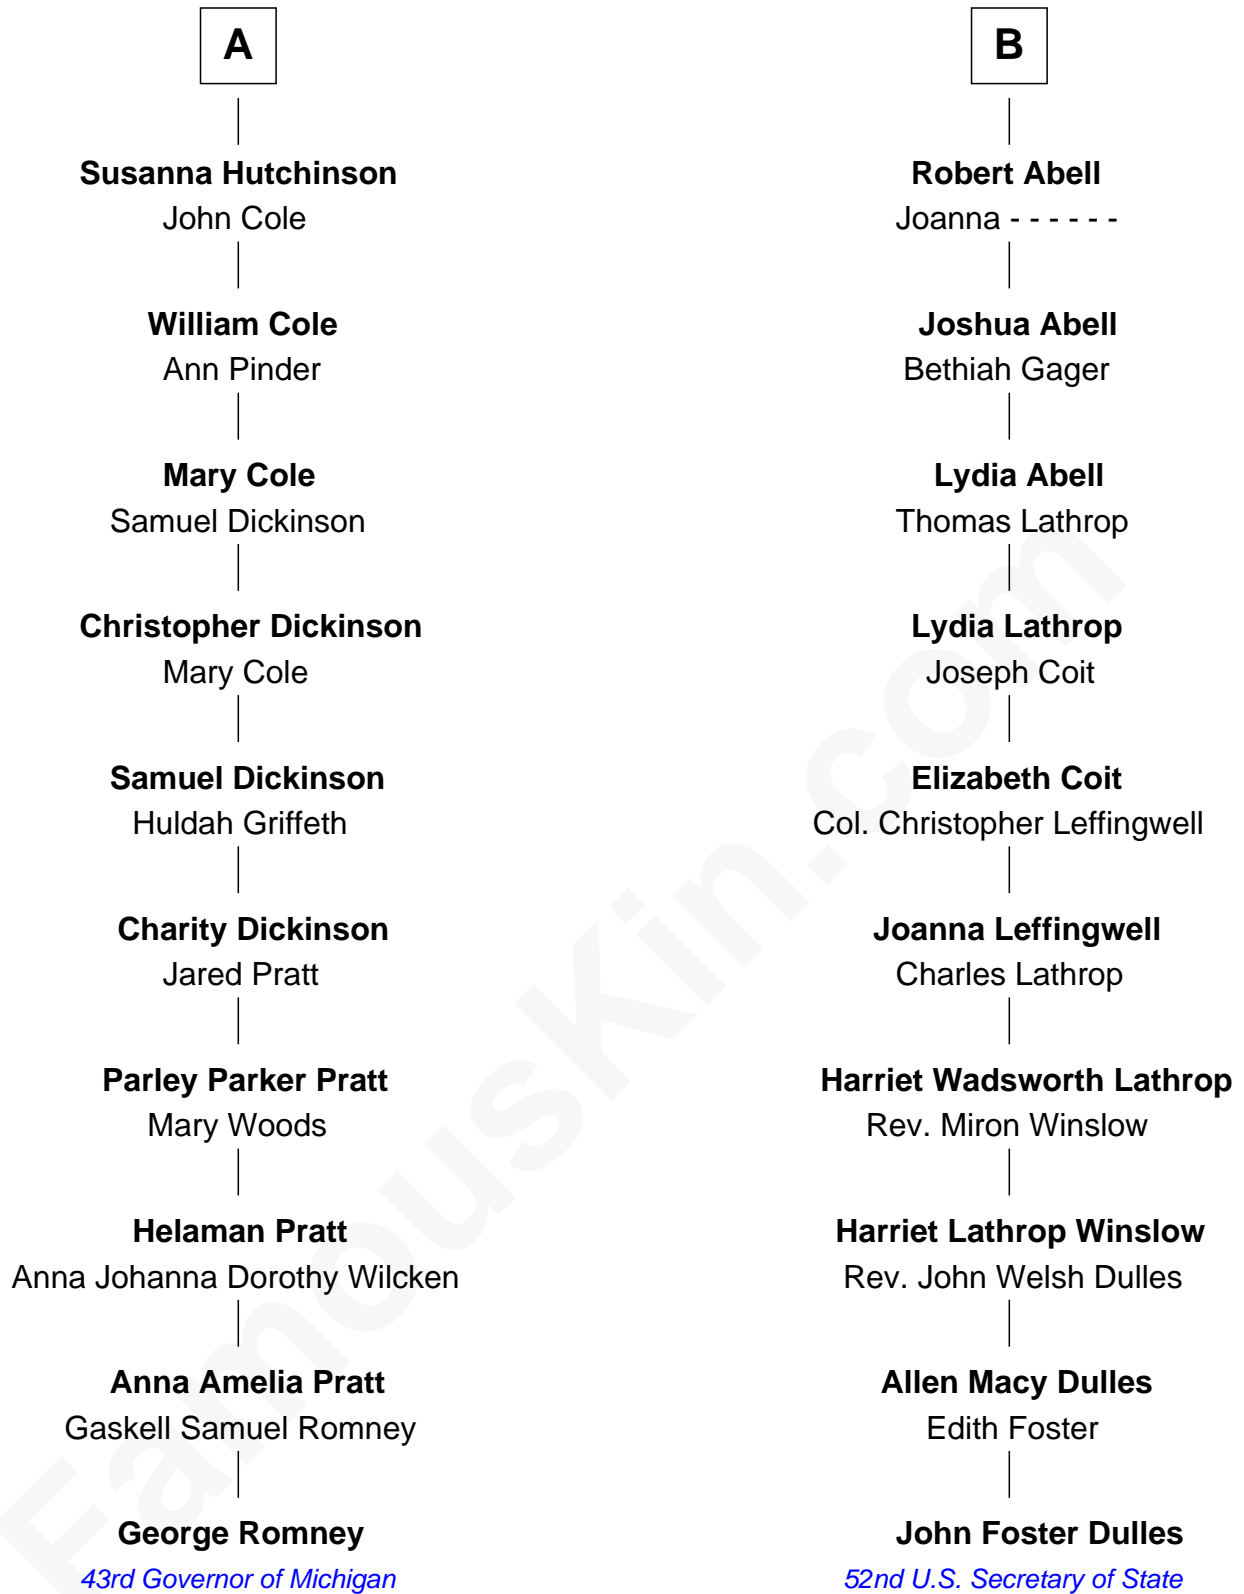 A
Susanna Hutchinson
John Cole
William Cole
Ann Pinder
Mary Cole
Samuel Dickinson
Christopher Dickinson
Mary Cole
Samuel Dickinson
Huldah Griffeth
Charity Dickinson
Jared Pratt
Parley Parker Pratt
Mary Woods
Helaman Pratt
Anna Johanna Dorothy Wilcken
Anna Amelia Pratt
Gaskell Samuel Romney
George Romney
43rd Governor of Michigan
B
Robert Abell
Joanna - - - - - -
Joshua Abell
Bethiah Gager
Lydia Abell
Thomas Lathrop
Lydia Lathrop
Joseph Coit
Elizabeth Coit
Col. Christopher Leffingwell
Joanna Leffingwell
Charles Lathrop
Harriet Wadsworth Lathrop
Rev. Miron Winslow
Harriet Lathrop Winslow
Rev. John Welsh Dulles
Allen Macy Dulles
Edith Foster
John Foster Dulles
52nd U.S. Secretary of State
FamousKin.com